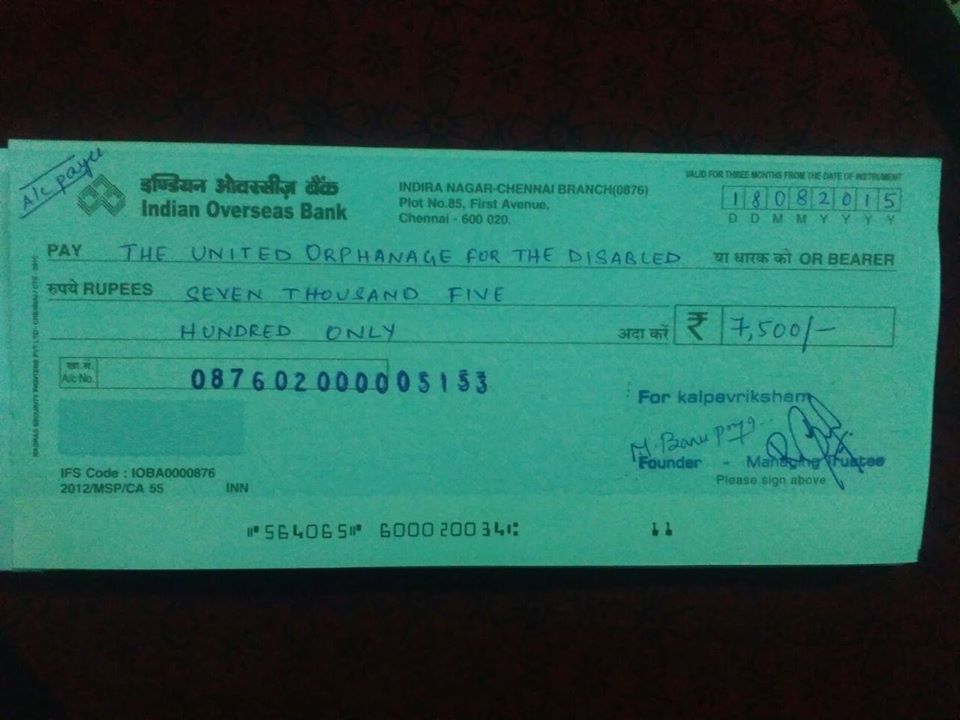 A/c payee
इण्डियन ओवरसीज़ बैंक
Indian Overseas Bank
INDIRA NAGAR-CHENNAI BRANCH(0876)
Plot No.85, First Avenue,
Chennai - 600 020.
VALID FOR THREE MONTHS FROM THE DATE OF INSTRUMENT
18082015
D D M M Y Y Y Y
PAY THE UNITED ORPHANAGE FOR THE DISABLED या धारक को OR BEARER
रुपये RUPEES SEVEN THOUSAND FIVE
HUNDRED ONLY अदा करें ₹ 7,500/-
खा.सं.
A/c No. 087602000005153
For kalpavriksham
Founder - Managing Trustee
Please sign above
IFS Code : IOBA0000876
2012/MSP/CA 55 INN
⑈564065⑈ 600020034⑆ 11